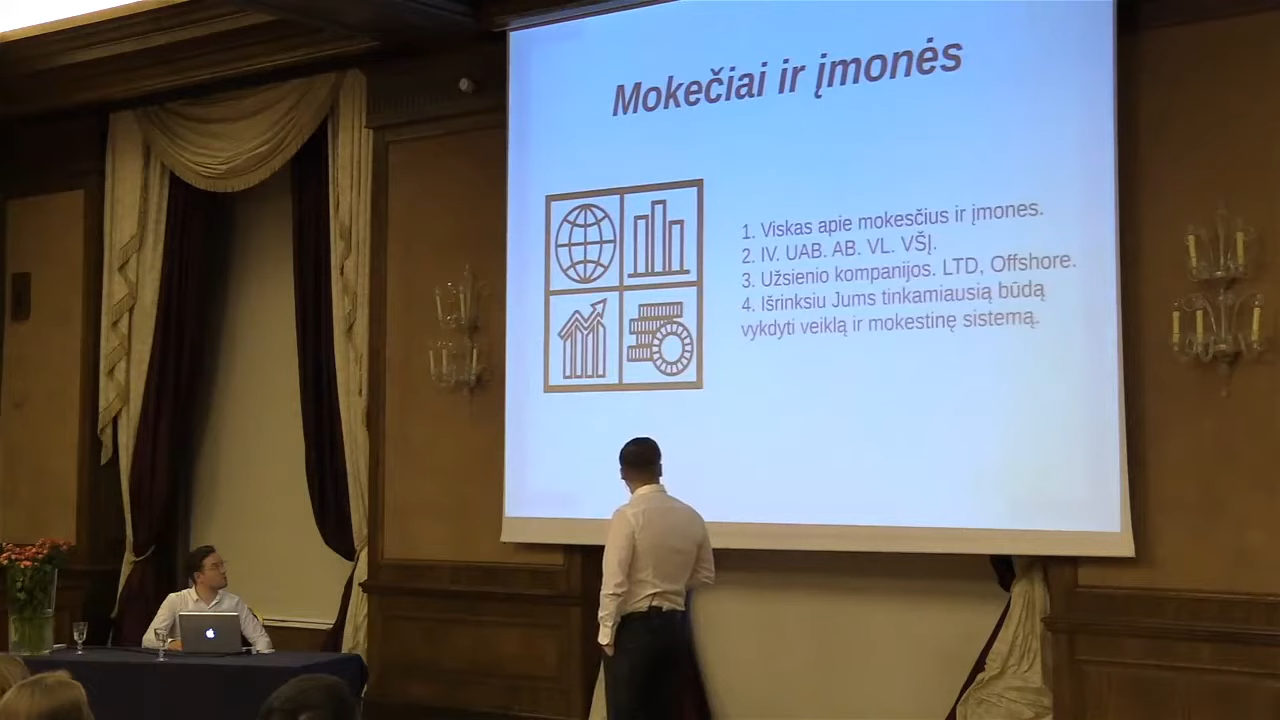 Mokečiai ir įmonės
1. Viskas apie mokesčius ir įmones.
2. IV. UAB. AB. VL. VŠĮ.
3. Užsienio kompanijos. LTD, Offshore.
4. Išrinksiu Jums tinkamiausią būdą
vykdyti veiklą ir mokestinę sistemą.